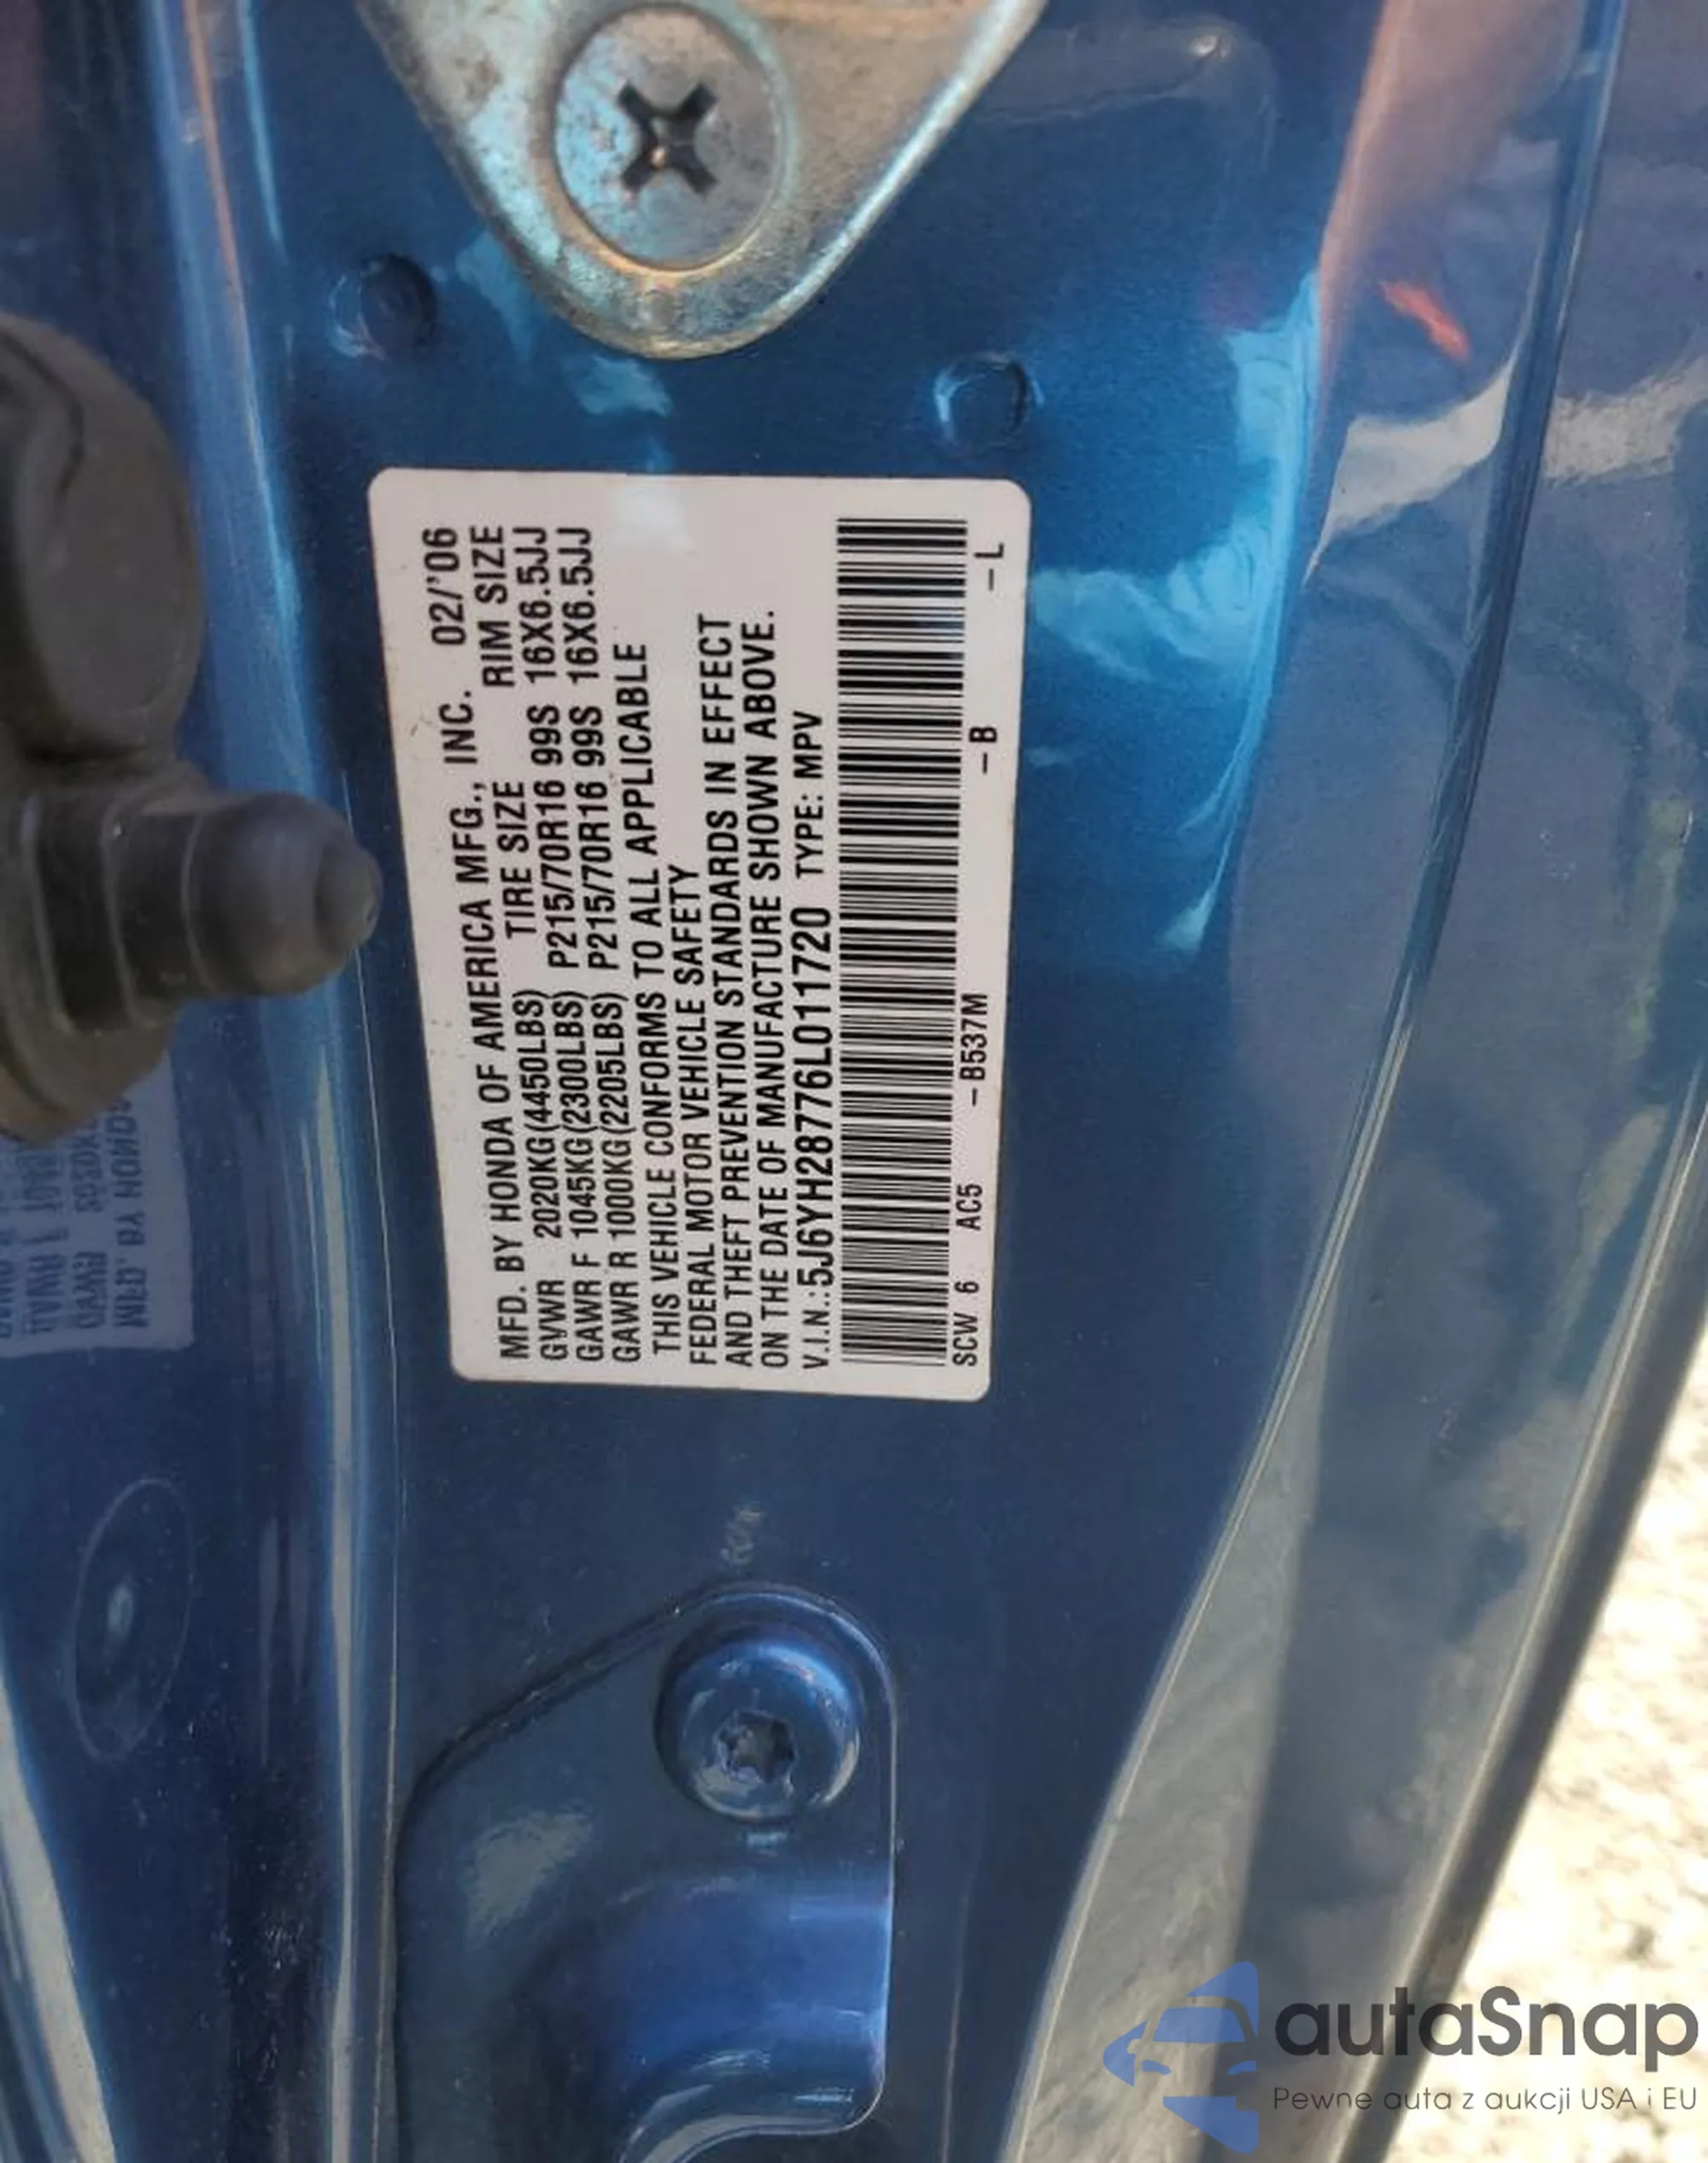 MFD. BY HONDA OF AMERICA MFG., INC. 02/'06
GVWR 2020KG(4450LBS) TIRE SIZE RIM SIZE
GAWR F 1045KG(2300LBS) P215/70R16 99S 16X6.5JJ
GAWR R 1000KG(2205LBS) P215/70R16 99S 16X6.5JJ
THIS VEHICLE CONFORMS TO ALL APPLICABLE
FEDERAL MOTOR VEHICLE SAFETY
AND THEFT PREVENTION STANDARDS IN EFFECT
ON THE DATE OF MANUFACTURE SHOWN ABOVE.
V.I.N.:5J6YH28776L011720 TYPE: MPV
SCW 6 AC5 –B537M –B –L
autaSnap
Pewne auta z aukcji USA i EU